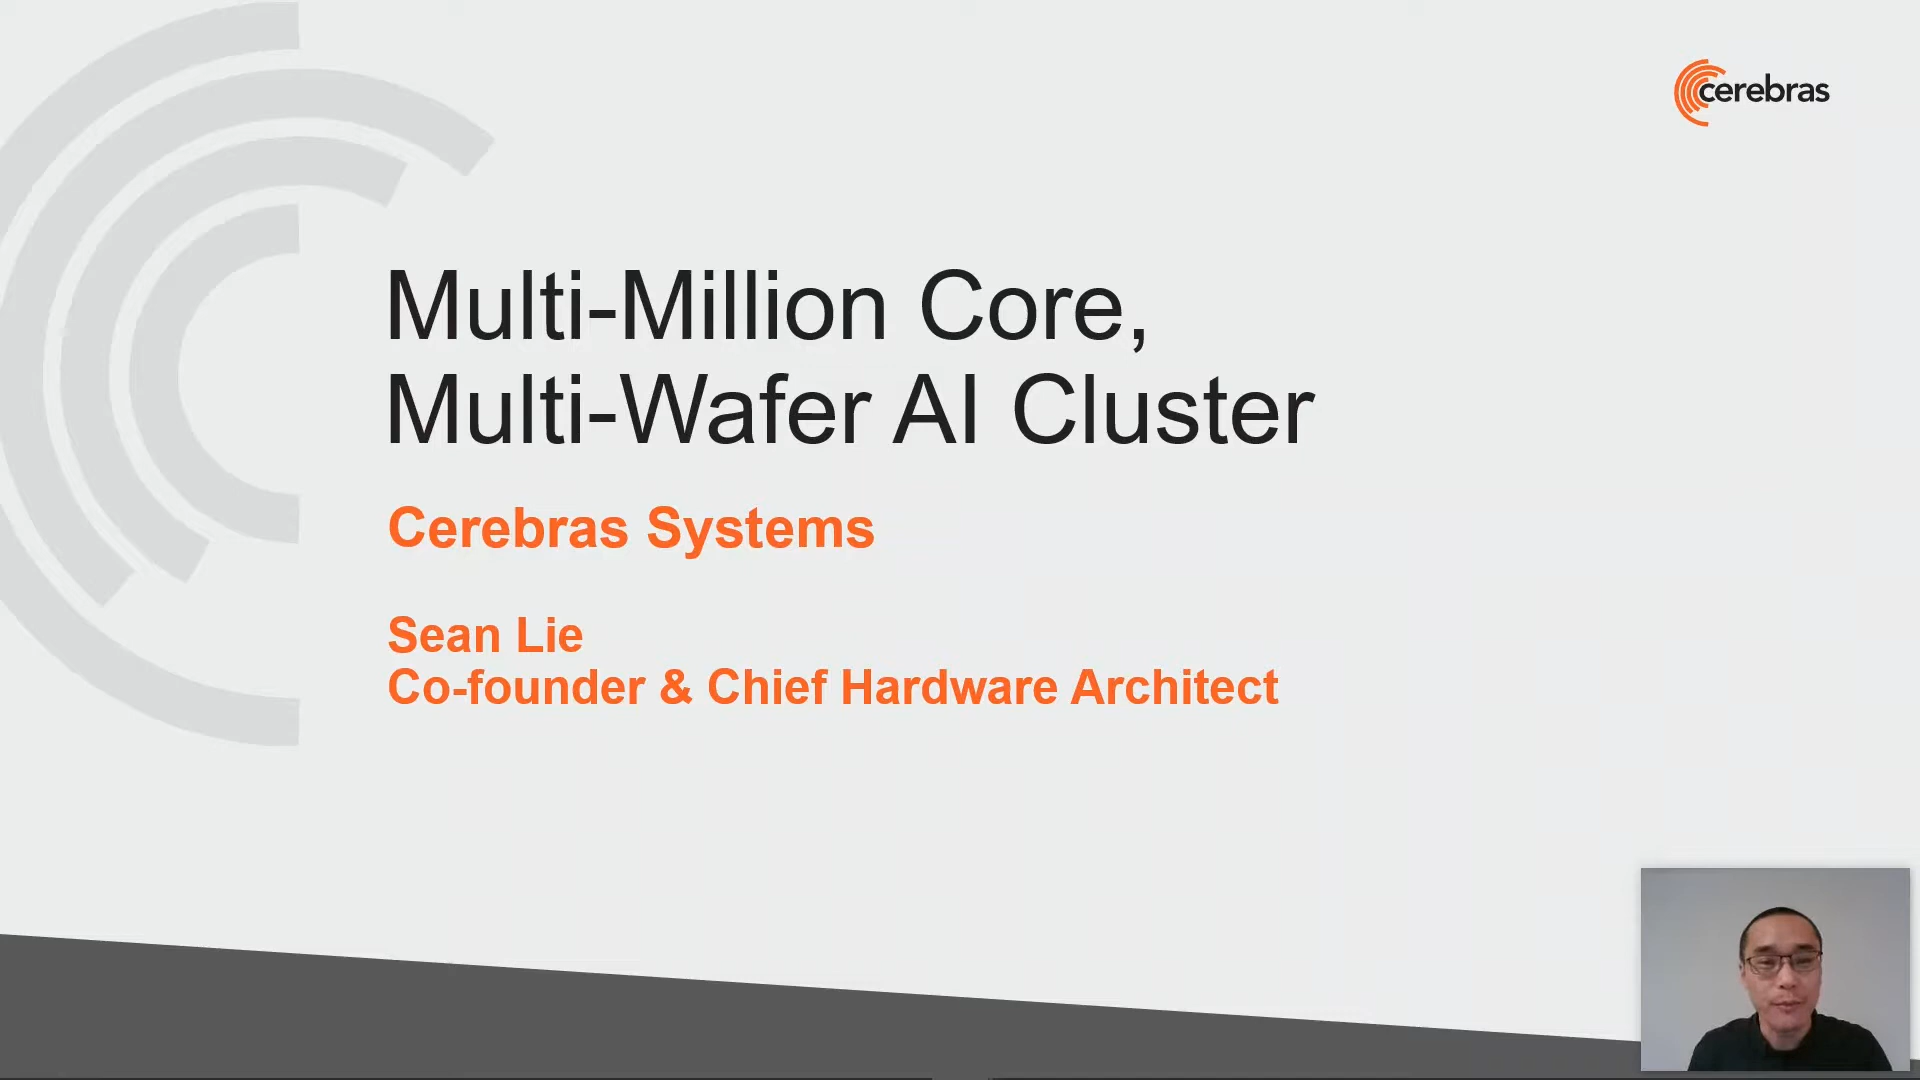 cerebras
Multi-Million Core,
Multi-Wafer AI Cluster
Cerebras Systems
Sean Lie
Co-founder & Chief Hardware Architect